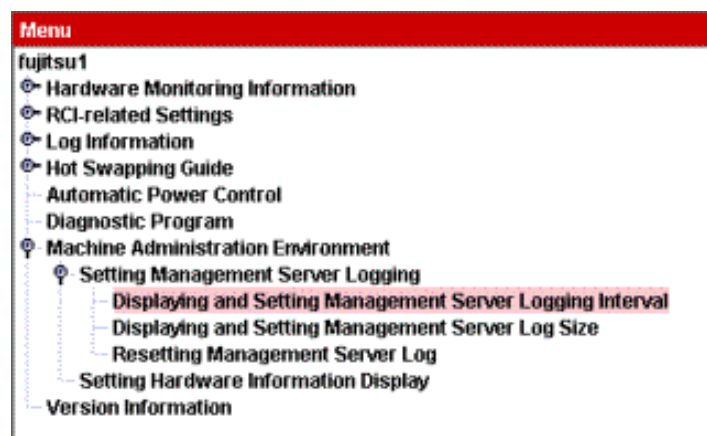 Menu
fujitsu1
Hardware Monitoring Information
RCI-related Settings
Log Information
Hot Swapping Guide
Automatic Power Control
Diagnostic Program
Machine Administration Environment
Setting Management Server Logging
Displaying and Setting Management Server Logging Interval
Displaying and Setting Management Server Log Size
Resetting Management Server Log
Setting Hardware Information Display
Version Information